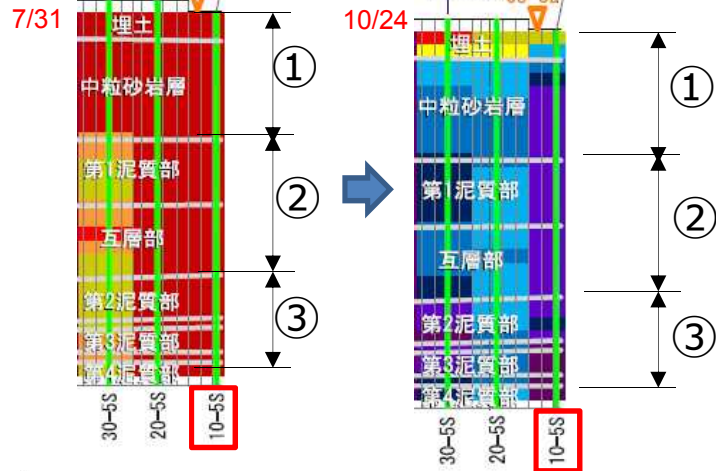 7/31
埋土
中粒砂岩層
第1泥質部
互層部
第2泥質部
第3泥質部
第4泥質部
①
②
③
30-5S
20-5S
10-5S
10/24
埋土
中粒砂岩層
第1泥質部
互層部
第2泥質部
第3泥質部
第4泥質部
①
②
③
30-5S
20-5S
10-5S